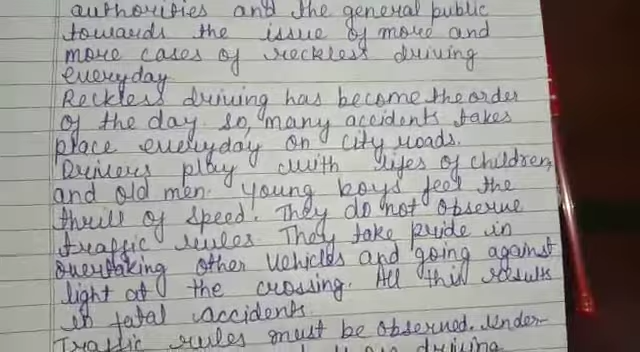 authorities and the general public
towards the issue of more and
more cases of reckless driving
everyday
Reckless driving has become the order
of the day. So, many accidents takes
place everyday on city roads.
Drivers play with lifes of children,
and old men. Young boys feel the
thrill of speed. They do not observe
traffic rules. They take pride in
overtaking other vehicles and going against
light at the crossing. All this results
in fatal accidents.
Traffic rules must be observed. Under-
driving